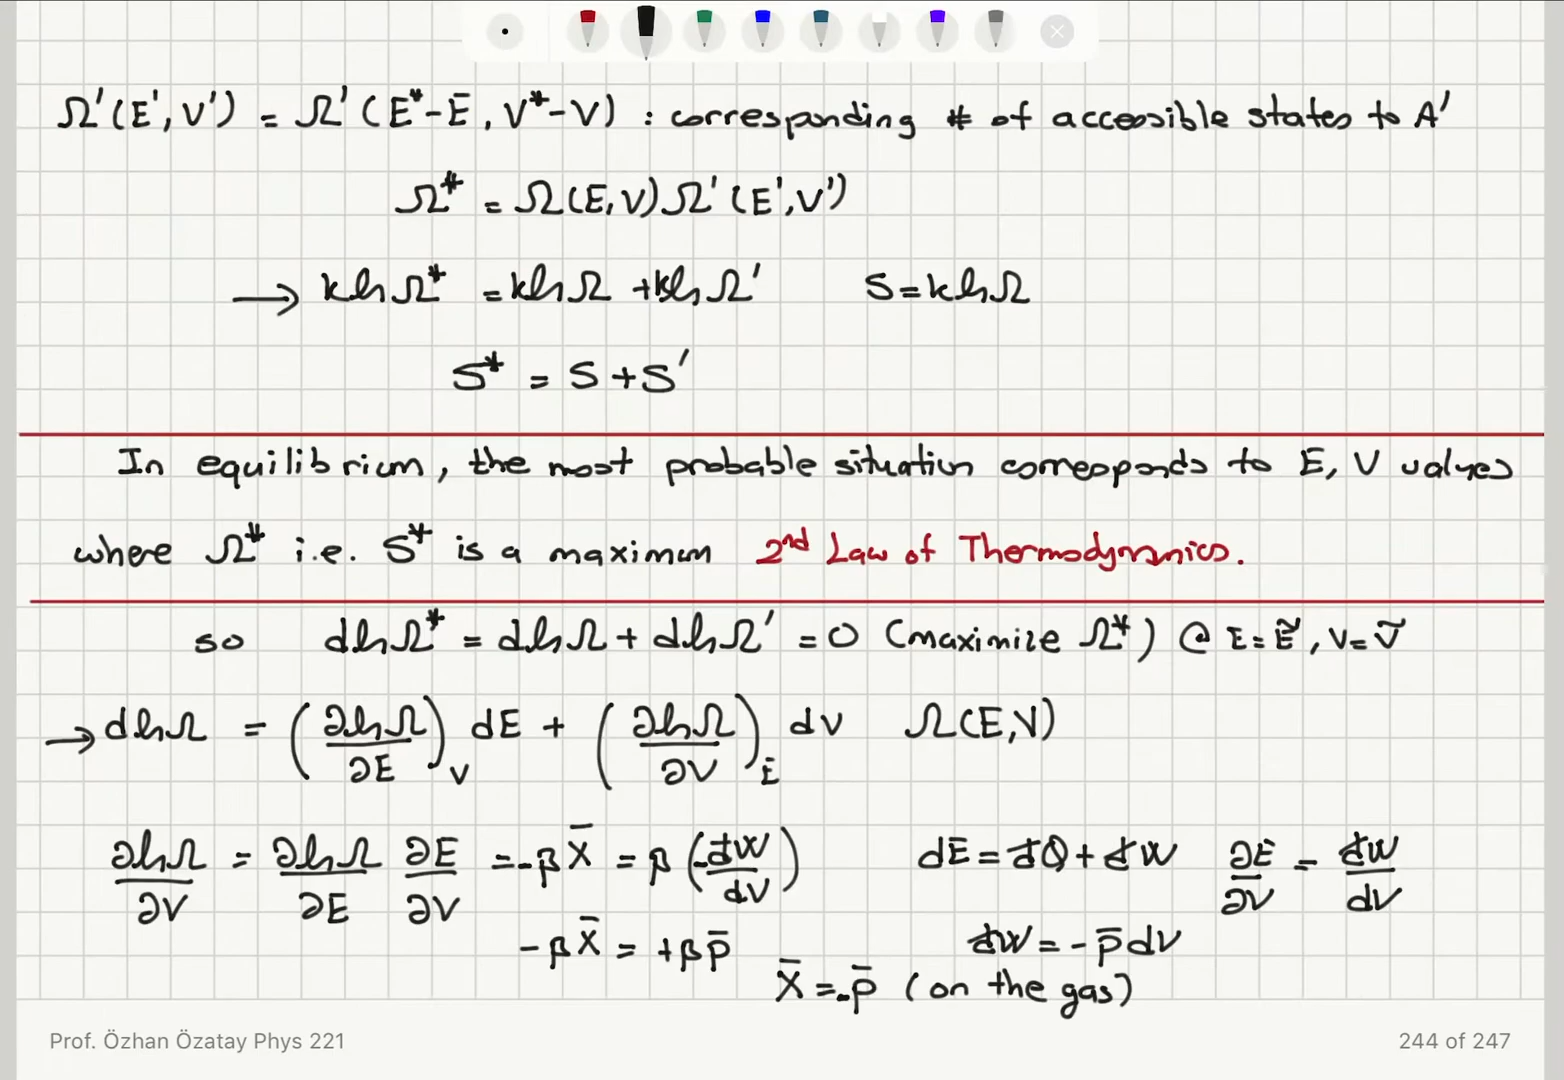 Ω'(E', V') = Ω'(E*-E, V*-V) : corresponding # of accessible states to A'
Ω* = Ω(E,V)Ω'(E',V')
→ k ln Ω* = k ln Ω + k ln Ω'   S = k ln Ω
S* = S + S'
In equilibrium, the most probable situation corresponds to E, V values
where Ω* i.e. S* is a maximum 2nd Law of Thermodynamics.
so d ln Ω* = d ln Ω + d ln Ω' = 0 (maximize Ω*) @ E = Ẽ, V = Ṽ
→ d ln Ω = (∂ln Ω/∂E)_V dE + (∂ln Ω/∂V)_E dV   Ω(E,V)
∂ln Ω/∂V = ∂ln Ω/∂E ∂E/∂V = -β X̄ = β (-đW/dV)   dE = đQ + đW   ∂E/∂V = đW/dV
-β X̄ = +β p̄   đW = - p̄ dV
X̄ = -p̄ (on the gas)
Prof. Özhan Özatay Phys 221   244 of 247